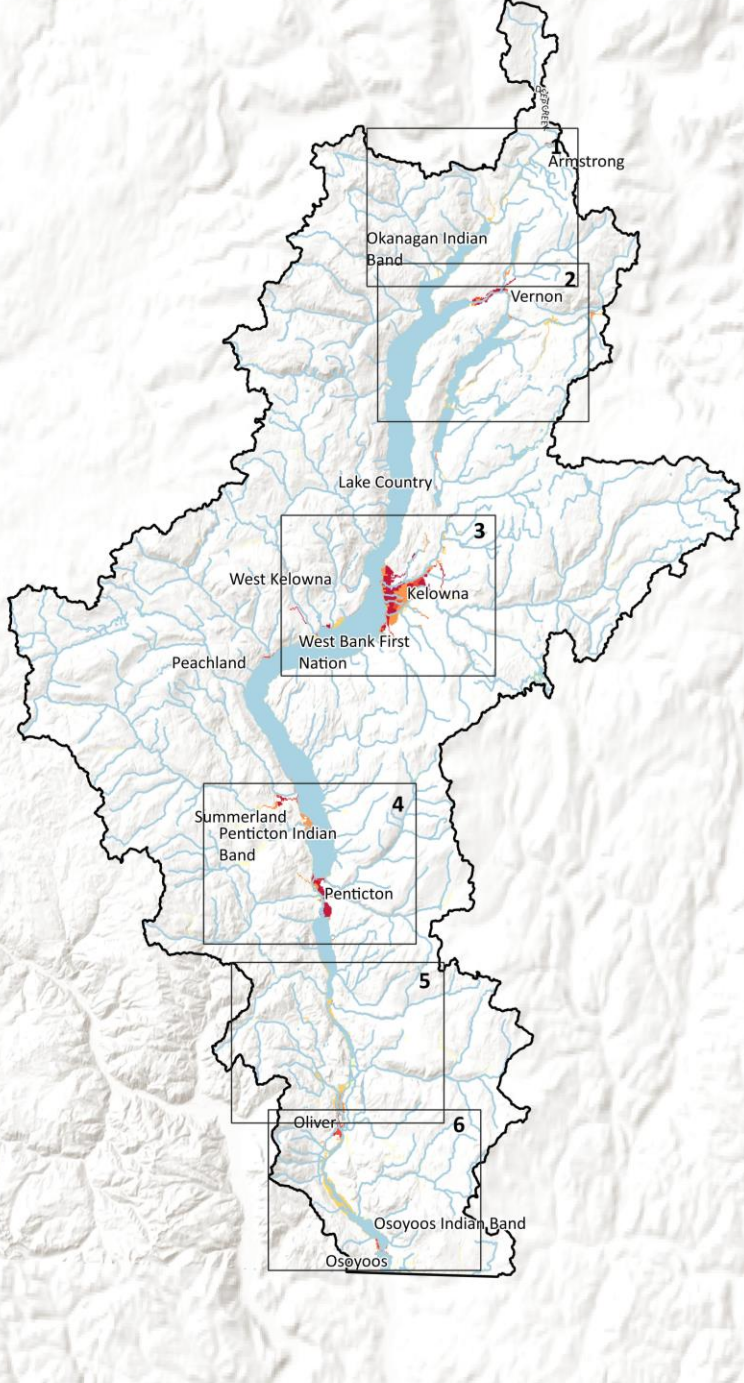 1
Armstrong
Okanagan Indian
Band
2
Vernon
Lake Country
3
West Kelowna
Kelowna
West Bank First
Nation
Peachland
4
Summerland
Penticton Indian
Band
Penticton
5
Oliver
6
Osoyoos Indian Band
Osoyoos